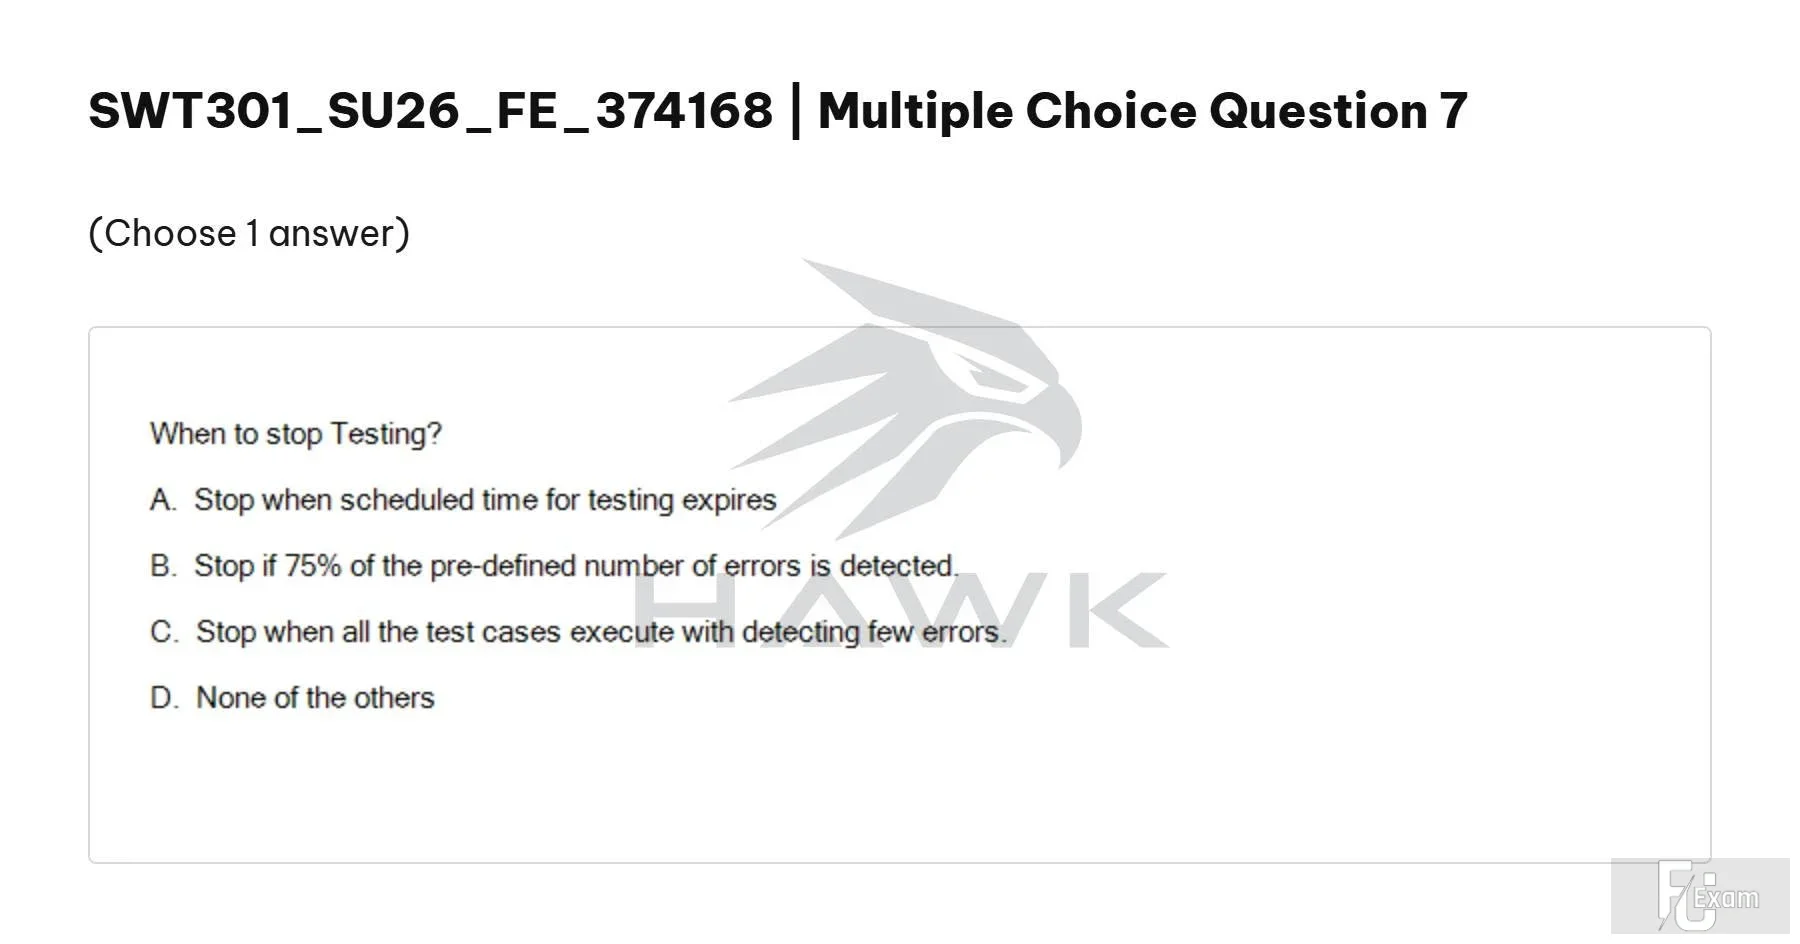 SWT301_SU26_FE_374168 | Multiple Choice Question 7
(Choose 1 answer)
When to stop Testing?
A. Stop when scheduled time for testing expires
B. Stop if 75% of the pre-defined number of errors is detected.
C. Stop when all the test cases execute with detecting few errors.
D. None of the others
HAWK
FU Exam